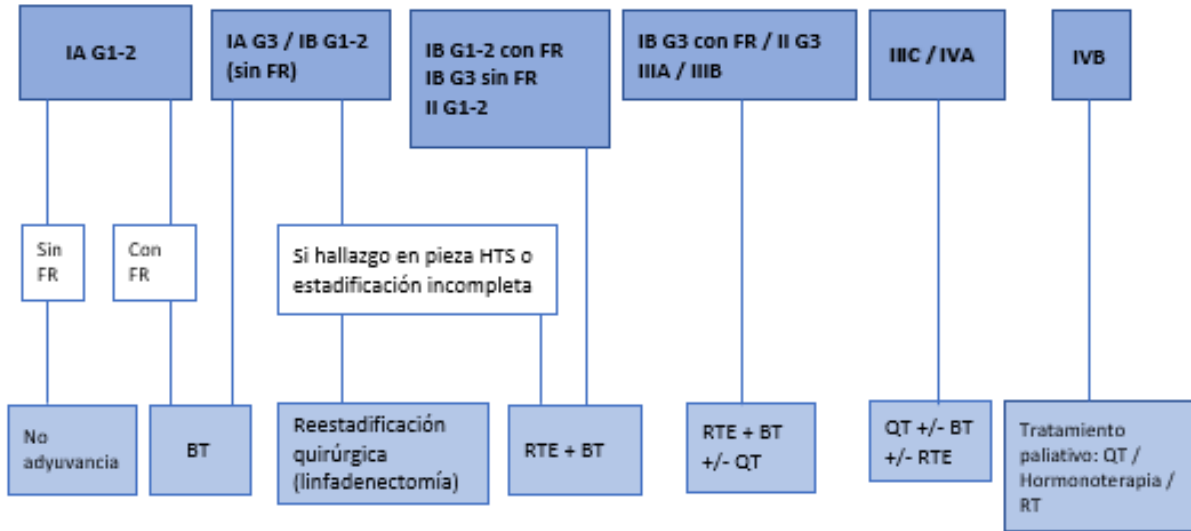 IA G1-2
IA G3 / IB G1-2
(sin FR)
IB G1-2 con FR
IB G3 sin FR
II G1-2
IB G3 con FR / II G3
IIIA / IIIB
IIIC / IVA
IVB
Sin
FR
Con
FR
Si hallazgo en pieza HTS o
estadificación incompleta
No
adyuvancia
BT
Reestadificación
quirúrgica
(linfadenectomía)
RTE + BT
RTE + BT
+/- QT
QT +/- BT
+/- RTE
Tratamiento
paliativo: QT /
Hormonoterapia /
RT